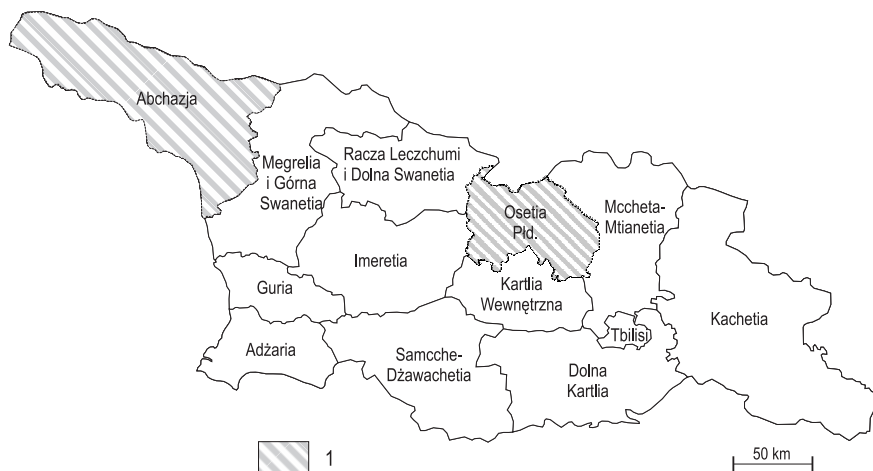 Abchazja
Megrelia
i Górna
Swanetia
Racza Leczchumi
i Dolna Swanetia
Osetia
Płd.
Mccheta-
Mtianetia
Imeretia
Guria
Kartlia
Wewnętrzna
Kachetia
Adżaria
Samcche-
Dżawachetia
Tbilisi
Dolna
Kartlia
1
50 km